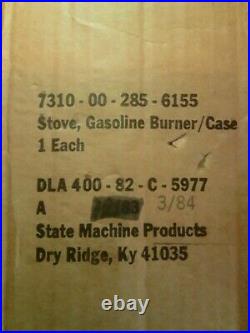 7310-00-285-6155
Stove, Gasoline Burner/Case
1 Each
DLA 400-82-C-5977
A 3/84
State Machine Products
Dry Ridge, Ky 41035